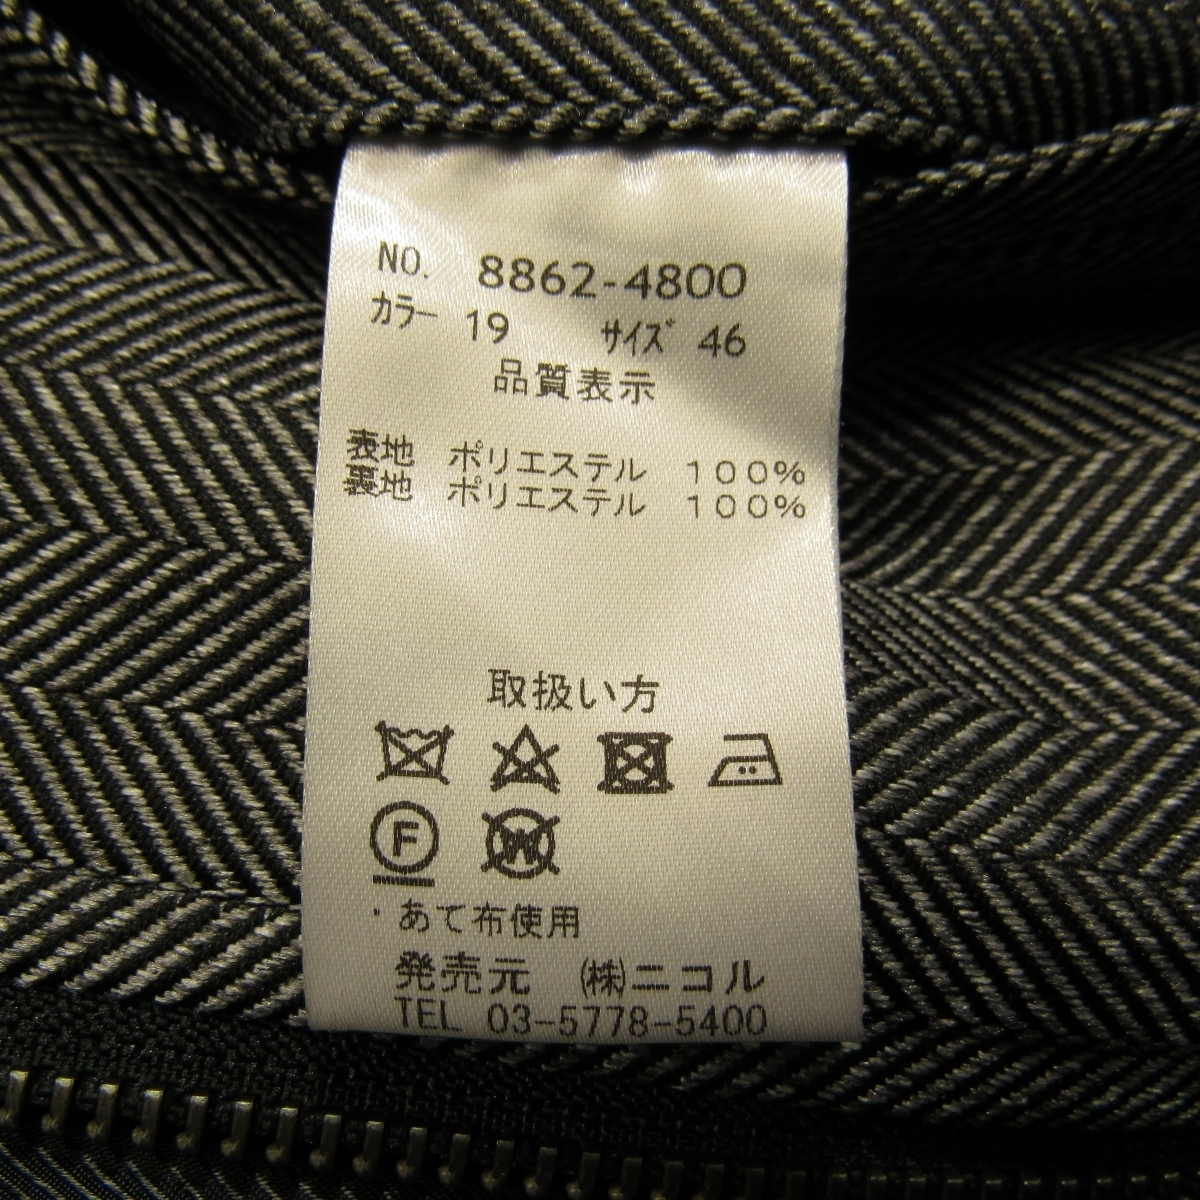 NO. 8862-4800
カラー 19 サイズ 46
品質表示
表地 ポリエステル 100%
裏地 ポリエステル 100%
取扱い方
F W
・あて布使用
発売元 (株)ニコル
TEL 03-5778-5400